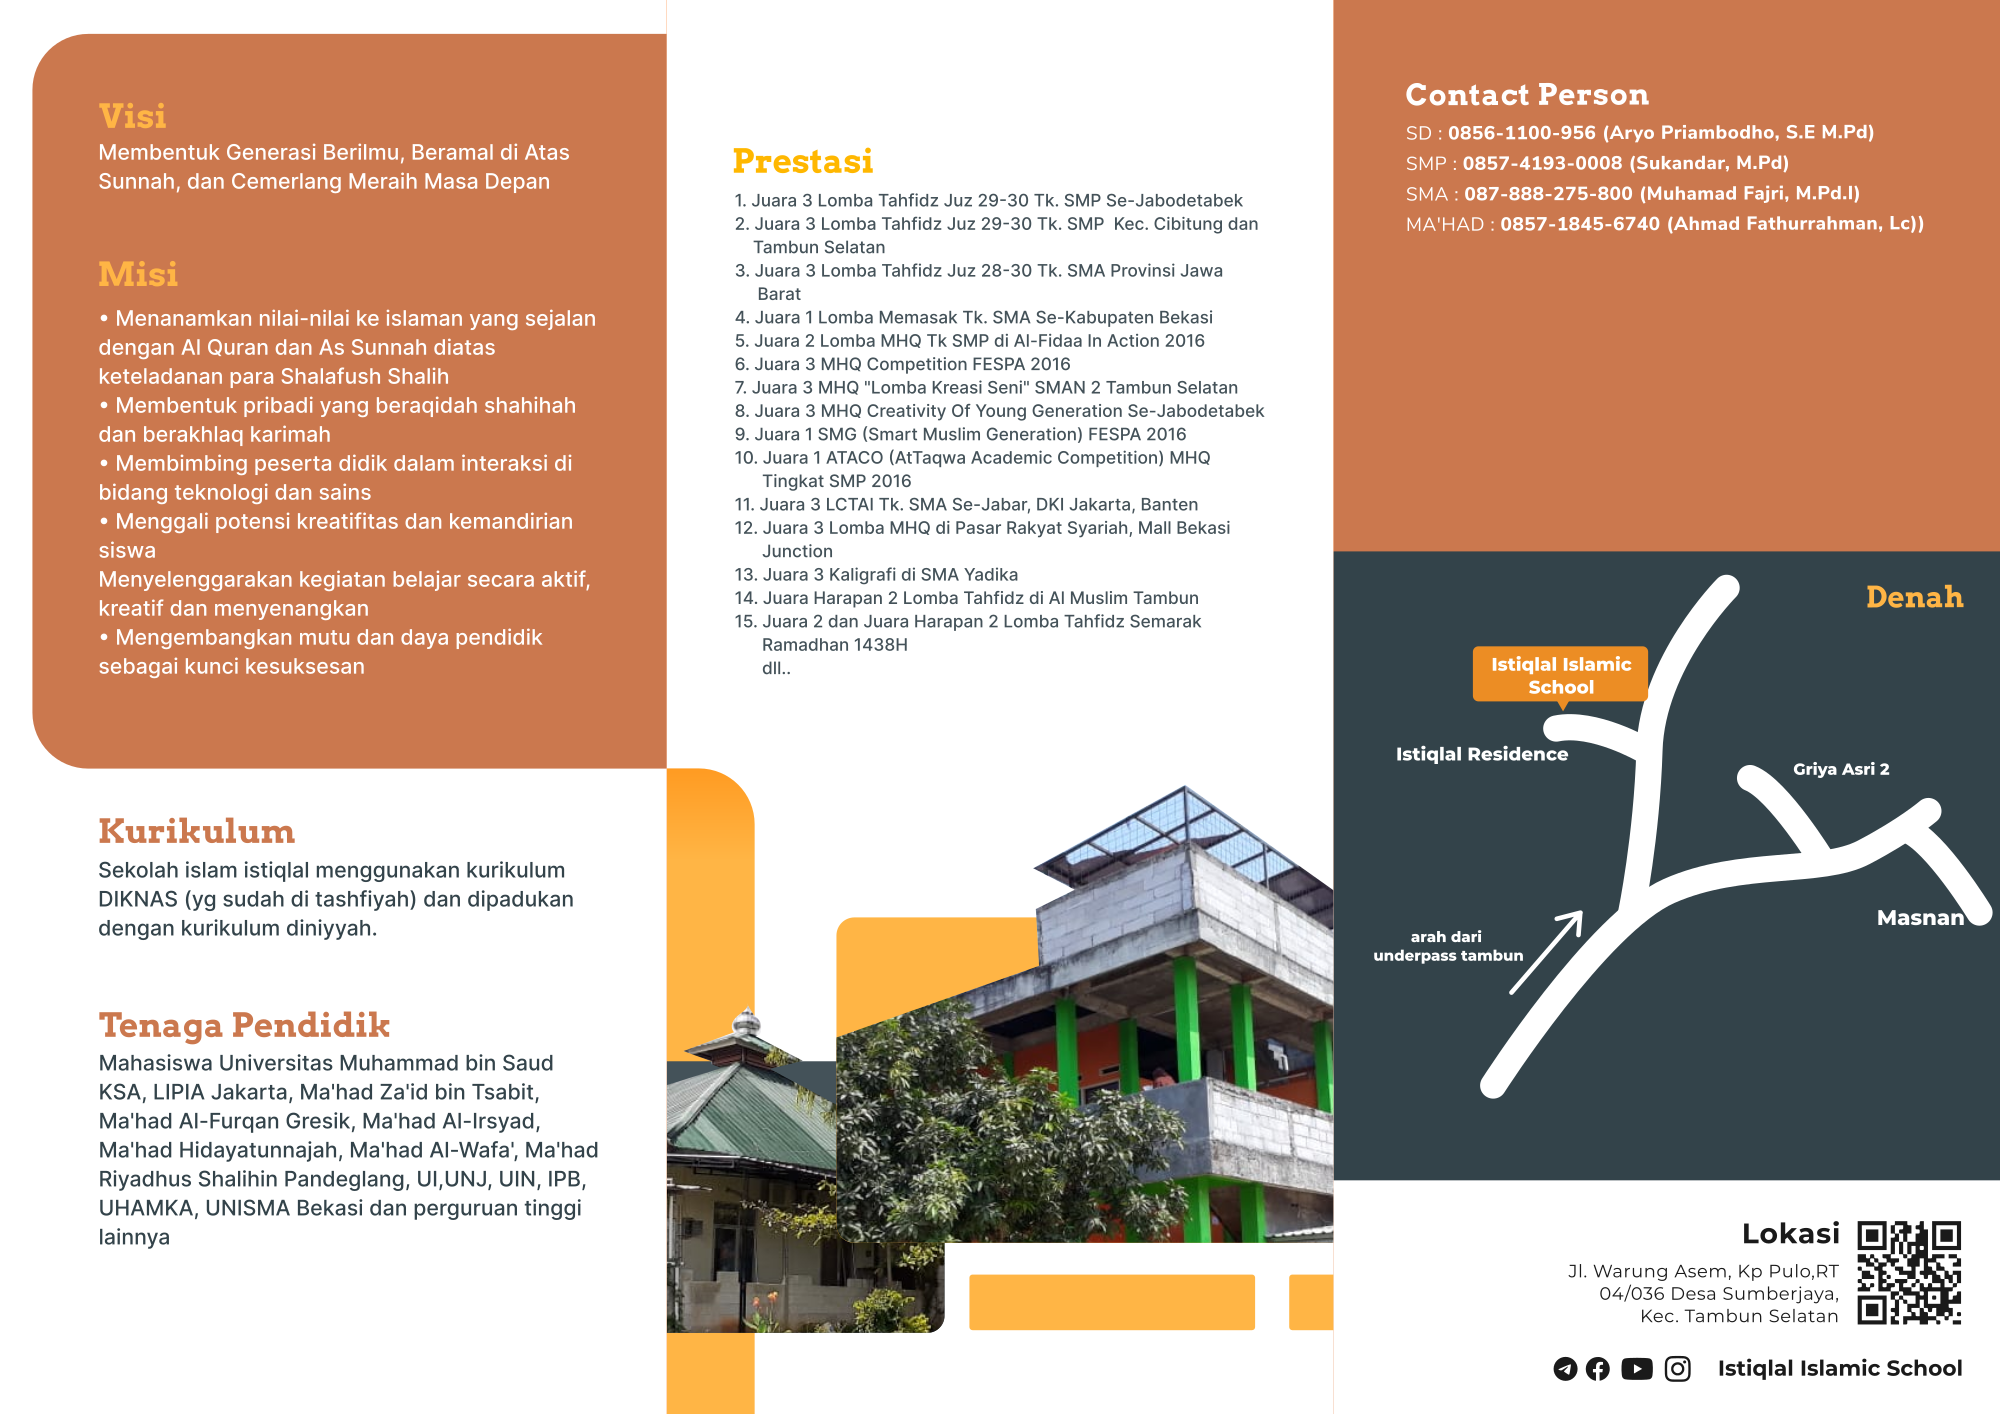 Visi
Membentuk Generasi Berilmu, Beramal di Atas
Sunnah, dan Cemerlang Meraih Masa Depan
Misi
• Menanamkan nilai-nilai ke islaman yang sejalan
dengan Al Quran dan As Sunnah diatas
keteladanan para Shalafush Shalih
• Membentuk pribadi yang beraqidah shahihah
dan berakhlaq karimah
• Membimbing peserta didik dalam interaksi di
bidang teknologi dan sains
• Menggali potensi kreatifitas dan kemandirian
siswa
Menyelenggarakan kegiatan belajar secara aktif,
kreatif dan menyenangkan
• Mengembangkan mutu dan daya pendidik
sebagai kunci kesuksesan
Kurikulum
Sekolah islam istiqlal menggunakan kurikulum
DIKNAS (yg sudah di tashfiyah) dan dipadukan
dengan kurikulum diniyyah.
Tenaga Pendidik
Mahasiswa Universitas Muhammad bin Saud
KSA, LIPIA Jakarta, Ma'had Za'id bin Tsabit,
Ma'had Al-Furqan Gresik, Ma'had Al-Irsyad,
Ma'had Hidayatunnajah, Ma'had Al-Wafa', Ma'had
Riyadhus Shalihin Pandeglang, UI,UNJ, UIN, IPB,
UHAMKA, UNISMA Bekasi dan perguruan tinggi
lainnya
Prestasi
1. Juara 3 Lomba Tahfidz Juz 29-30 Tk. SMP Se-Jabodetabek
2. Juara 3 Lomba Tahfidz Juz 29-30 Tk. SMP Kec. Cibitung dan
Tambun Selatan
3. Juara 3 Lomba Tahfidz Juz 28-30 Tk. SMA Provinsi Jawa
Barat
4. Juara 1 Lomba Memasak Tk. SMA Se-Kabupaten Bekasi
5. Juara 2 Lomba MHQ Tk SMP di Al-Fidaa In Action 2016
6. Juara 3 MHQ Competition FESPA 2016
7. Juara 3 MHQ "Lomba Kreasi Seni" SMAN 2 Tambun Selatan
8. Juara 3 MHQ Creativity Of Young Generation Se-Jabodetabek
9. Juara 1 SMG (Smart Muslim Generation) FESPA 2016
10. Juara 1 ATACO (AtTaqwa Academic Competition) MHQ
Tingkat SMP 2016
11. Juara 3 LCTAI Tk. SMA Se-Jabar, DKI Jakarta, Banten
12. Juara 3 Lomba MHQ di Pasar Rakyat Syariah, Mall Bekasi
Junction
13. Juara 3 Kaligrafi di SMA Yadika
14. Juara Harapan 2 Lomba Tahfidz di Al Muslim Tambun
15. Juara 2 dan Juara Harapan 2 Lomba Tahfidz Semarak
Ramadhan 1438H
dll..
Contact Person
SD : 0856-1100-956 (Aryo Priambodho, S.E M.Pd)
SMP : 0857-4193-0008 (Sukandar, M.Pd)
SMA : 087-888-275-800 (Muhamad Fajri, M.Pd.I)
MA'HAD : 0857-1845-6740 (Ahmad Fathurrahman, Lc))
Denah
Istiqlal Islamic
School
Istiqlal Residence
Griya Asri 2
Masnan
arah dari
underpass tambun
Lokasi
Jl. Warung Asem, Kp Pulo,RT
04/036 Desa Sumberjaya,
Kec. Tambun Selatan
Istiqlal Islamic School